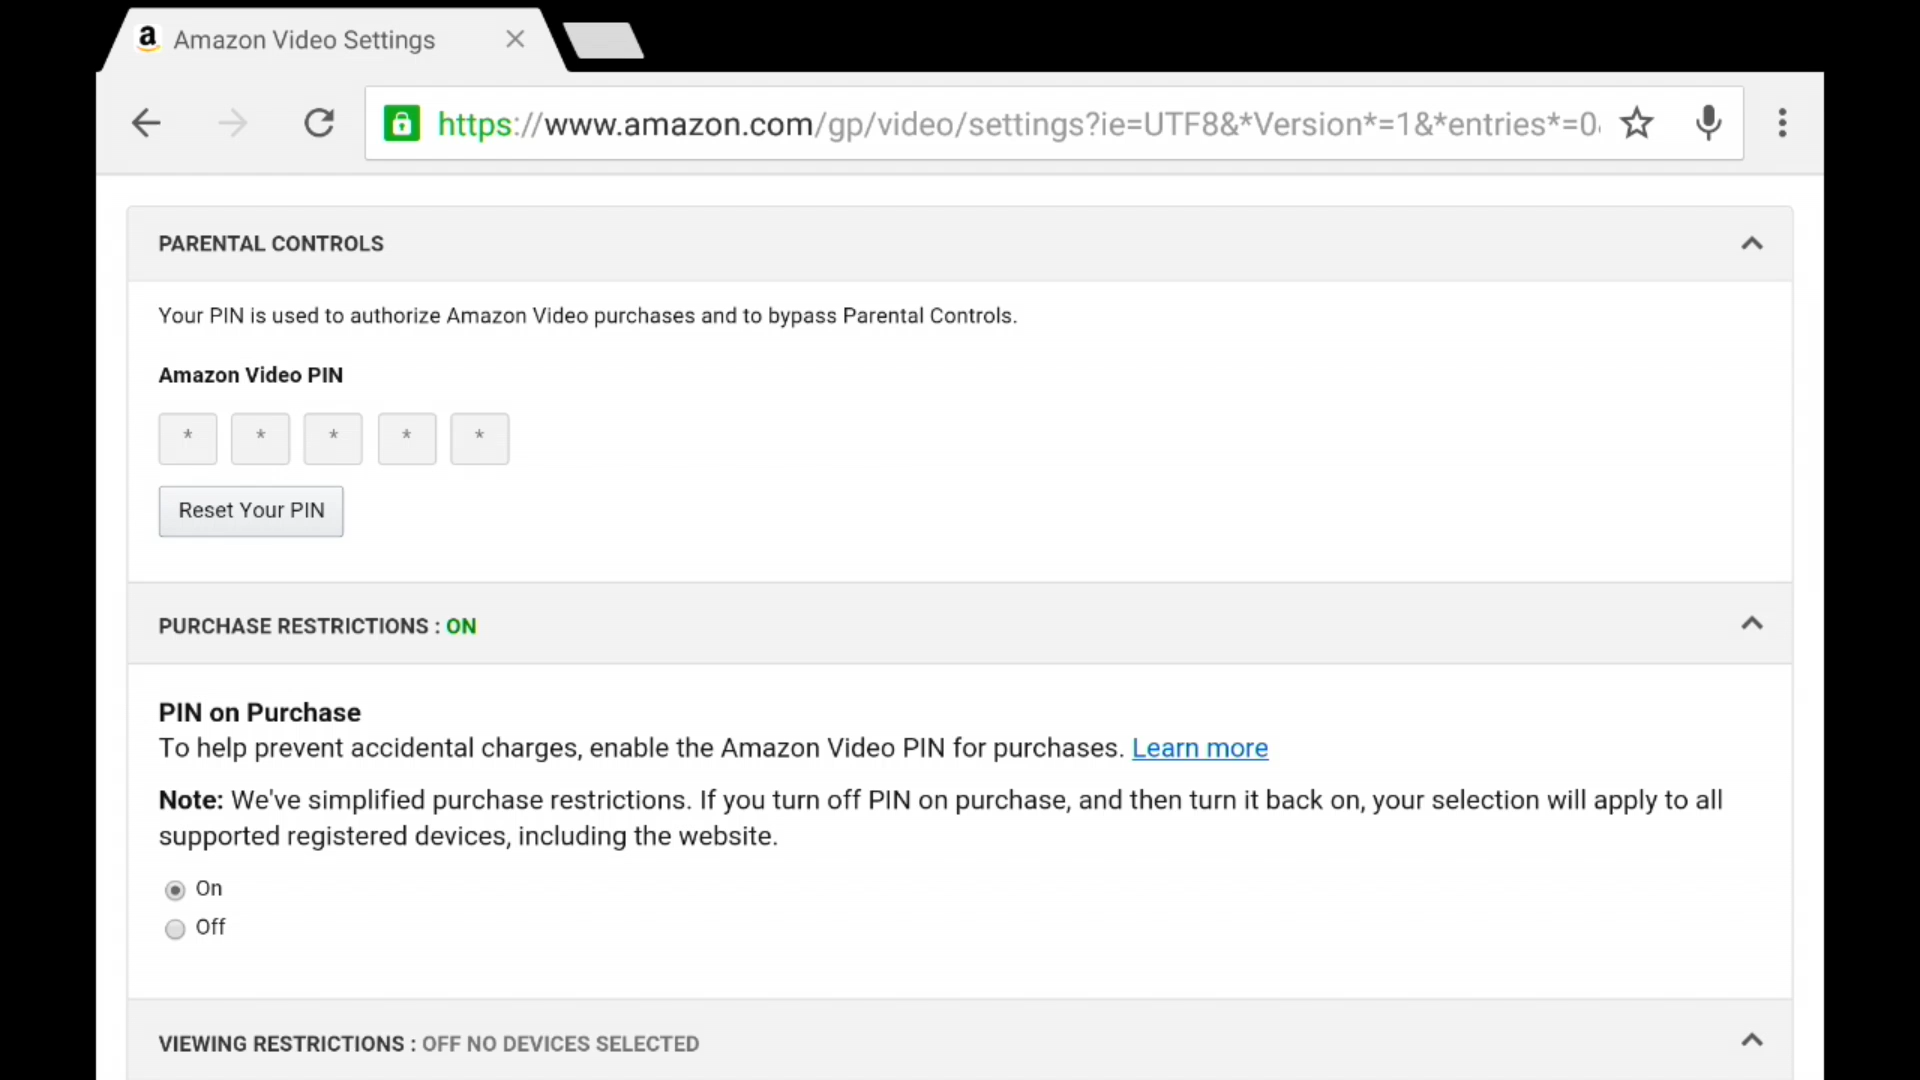 Amazon Video Settings
https://www.amazon.com/gp/video/settings?ie=UTF8&*Version*=1&*entries*=0
PARENTAL CONTROLS
Your PIN is used to authorize Amazon Video purchases and to bypass Parental Controls.
Amazon Video PIN
* * * * *
Reset Your PIN
PURCHASE RESTRICTIONS : ON
PIN on Purchase
To help prevent accidental charges, enable the Amazon Video PIN for purchases. Learn more
Note: We've simplified purchase restrictions. If you turn off PIN on purchase, and then turn it back on, your selection will apply to all
supported registered devices, including the website.
On
Off
VIEWING RESTRICTIONS : OFF NO DEVICES SELECTED